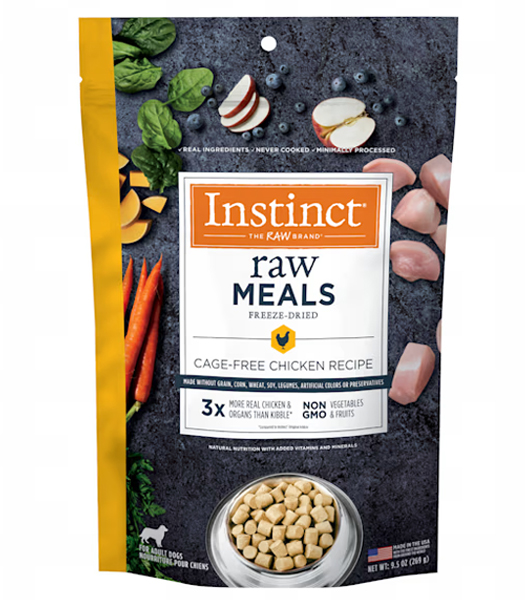 ✓REAL INGREDIENTS ✓NEVER COOKED ✓MINIMALLY PROCESSED
Instinct®
THE RAW BRAND®
raw
MEALS
FREEZE-DRIED
CAGE-FREE CHICKEN RECIPE
MADE WITHOUT GRAIN, CORN, WHEAT, SOY, LEGUMES, ARTIFICIAL COLORS OR PRESERVATIVES
3x MORE REAL CHICKEN &
ORGANS THAN KIBBLE*
NON
GMO
VEGETABLES
& FRUITS
NATURAL NUTRITION WITH ADDED VITAMINS AND MINERALS
FOR ADULT DOGS
NOURRITURE POUR CHIENS
MADE IN THE USA
NET WT: 9.5 OZ (269 g)